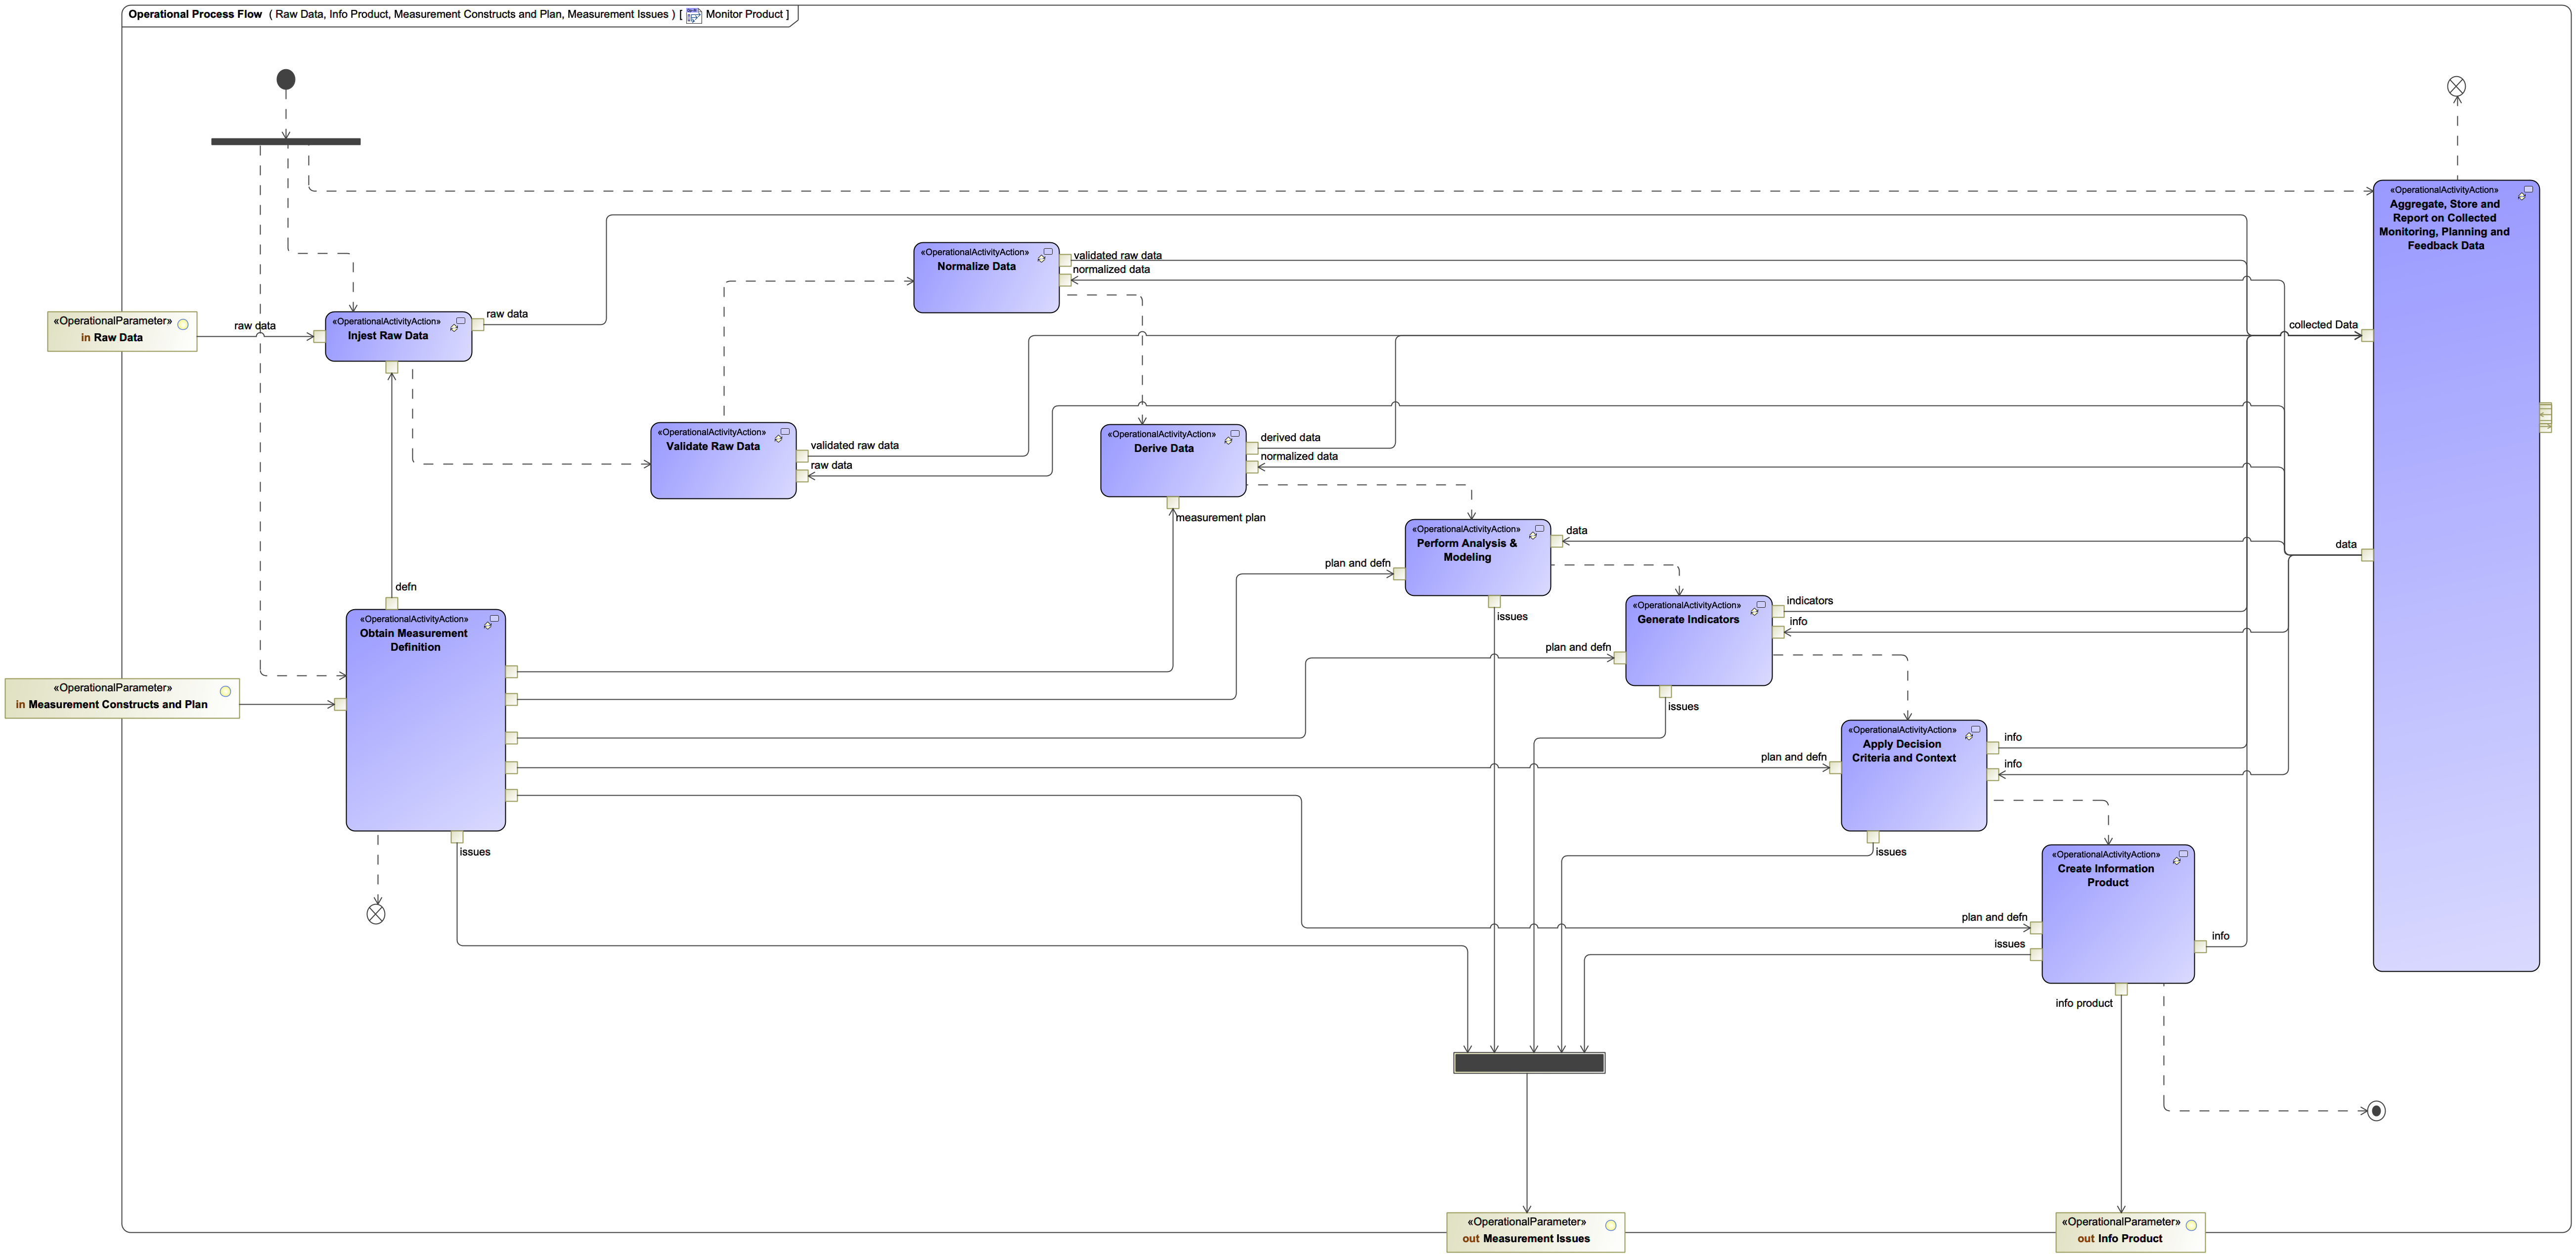 Operational Process Flow ( Raw Data, Info Product, Measurement Constructs and Plan, Measurement Issues ) [ Monitor Product ]
«OperationalActivityAction»
Aggregate, Store and
Report on Collected
Monitoring, Planning and
Feedback Data
collected Data
data
«OperationalActivityAction»
Normalize Data
validated raw data
normalized data
«OperationalParameter»
in Raw Data
raw data
«OperationalActivityAction»
Injest Raw Data
raw data
«OperationalActivityAction»
Validate Raw Data
validated raw data
raw data
«OperationalActivityAction»
Derive Data
derived data
normalized data
measurement plan
«OperationalActivityAction»
Perform Analysis &
Modeling
data
plan and defn
issues
defn
«OperationalActivityAction»
Obtain Measurement
Definition
«OperationalActivityAction»
Generate Indicators
indicators
info
plan and defn
issues
«OperationalParameter»
in Measurement Constructs and Plan
«OperationalActivityAction»
Apply Decision
Criteria and Context
info
info
plan and defn
issues
issues
«OperationalActivityAction»
Create Information
Product
plan and defn
issues
info
info product
«OperationalParameter»
out Measurement Issues
«OperationalParameter»
out Info Product